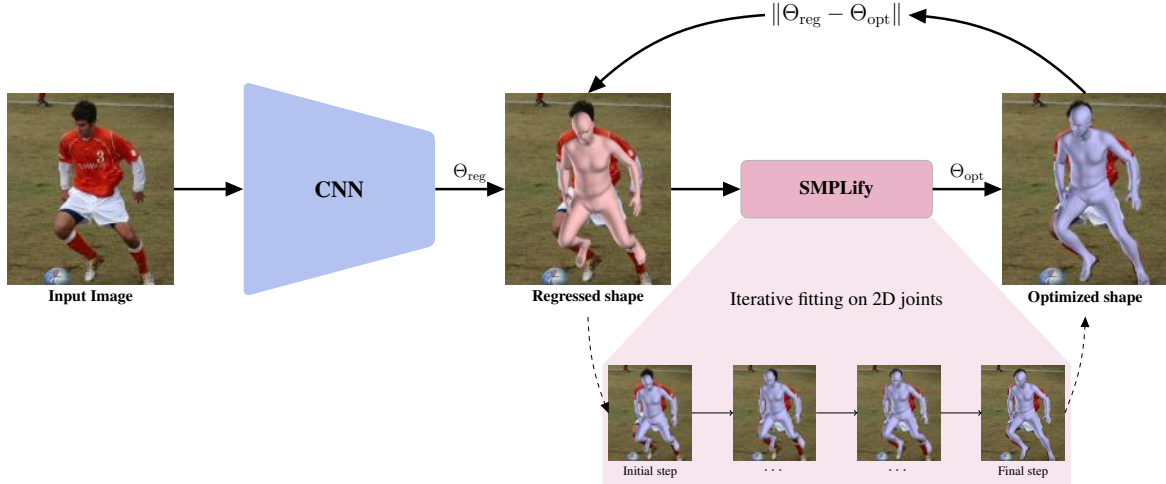 ‖Θreg − Θopt‖
CNN
Θreg
SMPLify
Θopt
3
Input Image
Regressed shape
Iterative fitting on 2D joints
Optimized shape
Initial step
· · ·
· · ·
Final step